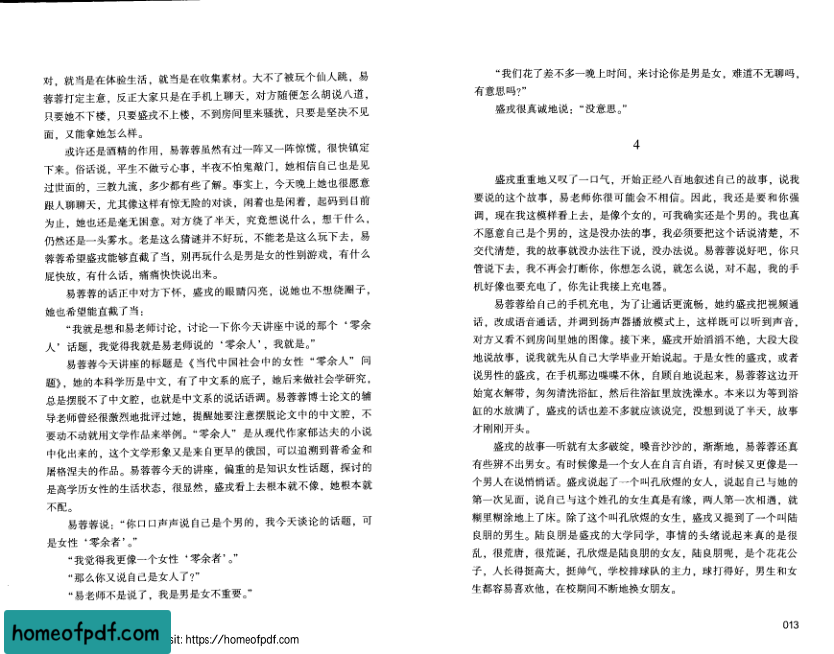 对，就当是在体验生活，就当是在收集素材。大不了被玩个仙人跳，易
蓉蓉打定主意，反正大家只是在手机上聊天，对方随便怎么胡说八道，
只要她不下楼，只要盛戎不上楼，不到房间里来骚扰，只要是坚决不见
面，又能拿她怎么样。
或许还是酒精的作用，易蓉蓉虽然有过一阵又一阵惊慌，很快镇定
下来。俗话说，平生不做亏心事，半夜不怕鬼敲门，她相信自己也是见
过世面的，三教九流，多少都有些了解。事实上，今天晚上她也很愿意
跟人聊聊天，尤其像这样有惊无险的对谈，闲着也是闲着，起码到目前
为止，她也还是毫无困意。对方绕了半天，究竟想说什么，想干什么，
仍然还是一头雾水。老是这么猜谜并不好玩，不能老是这么玩下去，易
蓉蓉希望盛戎能够直截了当，别再玩什么是男是女的性别游戏，有什么
屁快放，有什么话，痛痛快快说出来。
易蓉蓉的话正中对方下怀，盛戎的眼睛闪亮，说她也不想绕圈子，
她也希望能直截了当：
“我就是想和易老师讨论，讨论一下你今天讲座中说的那个‘零余
人’话题，我觉得我就是易老师说的‘零余人’，我就是。”
易蓉蓉今天讲座的标题是《当代中国社会中的女性“零余人”问
题》，她的本科学历是中文，有了中文系的底子，她后来做社会学研究，
总是摆脱不了中文腔，也就是中文系的说话语调。易蓉蓉博士论文的辅
导老师曾经很激烈地批评过她，提醒她要注意摆脱论文中的中文腔，不
要动不动就用文学作品来举例。“零余人”是从现代作家郁达夫的小说
中化出来的，这个文学形象又是来自更早的俄国，可以追溯到普希金和
屠格涅夫的作品。易蓉蓉今天的讲座，偏重的是知识女性话题，探讨的
是高学历女性的生活状态，很显然，盛戎看上去根本就不像，她根本就
不配。
易蓉蓉说：“你口口声声说自己是个男的，我今天谈论的话题，可
是女性‘零余者’。”
“我觉得我更像一个女性‘零余者’。”
“那么你又说自己是女人了？”
“易老师不是说了，我是男是女不重要。”
“我们花了差不多一晚上时间，来讨论你是男是女，难道不无聊吗，
有意思吗？”
盛戎很真诚地说：“没意思。”
4
盛戎重重地又叹了一口气，开始正经八百地叙述自己的故事，说我
要说的这个故事，易老师你很可能会不相信。因此，我还是要和你强
调，现在我这模样看上去，是像个女的，可我确实还是个男的。我也真
不愿意自己是个男的，这是没办法的事，我必须要把这个话说清楚，不
交代清楚，我的故事就没办法往下说，没办法说。易蓉蓉说好吧，你只
管说下去，我不再会打断你，你想怎么说，就怎么说，对不起，我的手
机好像也要充电了，你先让我接上充电器。
易蓉蓉给自己的手机充电，为了让通话更流畅，她约盛戎把视频通
话，改成语音通话，并调到扬声器播放模式上，这样既可以听到声音，
对方又看不到房间里她的图像。接下来，盛戎开始滔滔不绝，大段大段
地说故事，说我就先从自己大学毕业开始说起。于是女性的盛戎，或者
说男性的盛戎，在手机那边喋喋不休，自顾自地说起来，易蓉蓉这边开
始宽衣解带，匆匆清洗浴缸，然后往浴缸里放洗澡水。本来以为等到浴
缸的水放满了，盛戎的话也差不多就应该说完，没想到说了半天，故事
才刚刚开头。
盛戎的故事一听就有太多破绽，嗓音沙沙的，渐渐地，易蓉蓉还真
有些辨不出男女。有时候像是一个女人在自言自语，有时候又更像是一
个男人在说悄悄话。盛戎说起了一个叫孔欣煜的女人，说起自己与她的
第一次见面，说自己与这个姓孔的女生真是有缘，两人第一次相遇，就
糊里糊涂地上了床。除了这个叫孔欣煜的女生，盛戎又提到了一个叫陆
良朋的男生。陆良朋是盛戎的大学同学，事情的头绪说起来真的是很
乱，很荒唐，很荒诞，孔欣煜是陆良朋的女友，陆良朋呢，是个花花公
子，人长得挺高大，挺帅气，学校排球队的主力，球打得好，男生和女
生都容易喜欢他，在校期间不断地换女朋友。
013
homeofpdf.com
sit: https://homeofpdf.com